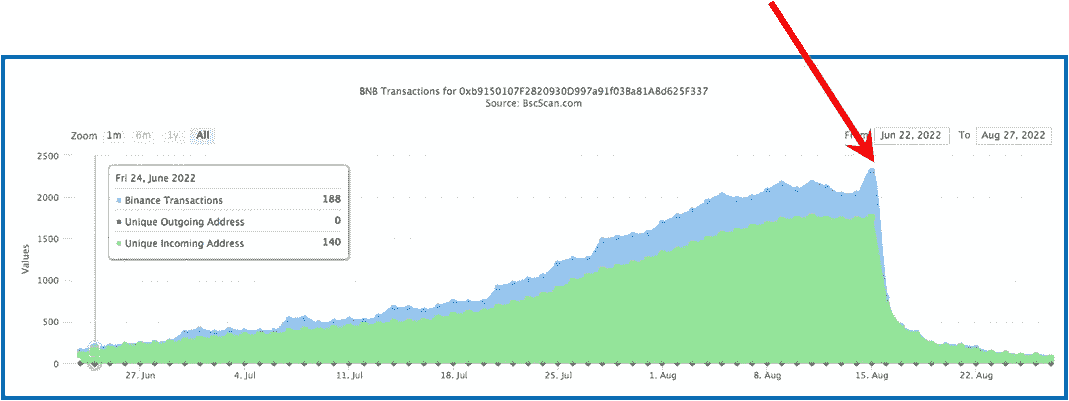 BNB Transactions for 0xb9150107F2820930D997a91f03Ba81A8d625F337
Source: BscScan.com
Zoom 1m 6m 1y All
From Jun 22, 2022 To Aug 27, 2022
Fri 24, June 2022
Binance Transactions 188
Unique Outgoing Address 0
Unique Incoming Address 140
Values
2500
2000
1500
1000
500
0
27. Jun 4. Jul 11. Jul 18. Jul 25. Jul 1. Aug 8. Aug 15. Aug 22. Aug